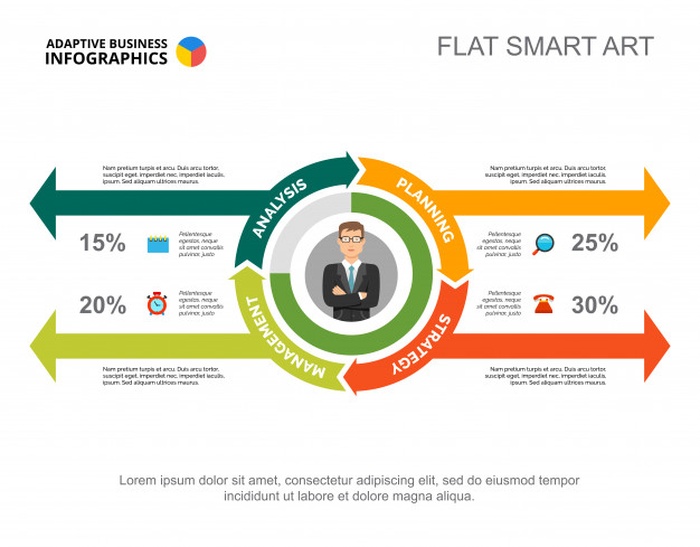 ADAPTIVE BUSINESS
INFOGRAPHICS
FLAT SMART ART
Nam pretium turpis et arcu. Duis arcu tortor,
suscipit eget, imperdiet nec, imperdiet iaculis,
ipsum. Sed aliquam ultrices mauris.
Nam pretium turpis et arcu. Duis arcu tortor,
suscipit eget, imperdiet nec, imperdiet iaculis,
ipsum. Sed aliquam ultrices mauris.
ANALYSIS
PLANNING
15%
Pellentesque
egestas, neque
sit amet convallis
pulvinar, justo
Pellentesque
egestas, neque
sit amet convallis
pulvinar, justo
25%
20%
Pellentesque
egestas, neque
sit amet convallis
pulvinar, justo
Pellentesque
egestas, neque
sit amet convallis
pulvinar, justo
30%
MANAGEMENT
STRATEGY
Nam pretium turpis et arcu. Duis arcu tortor,
suscipit eget, imperdiet nec, imperdiet iaculis,
ipsum. Sed aliquam ultrices mauris.
Nam pretium turpis et arcu. Duis arcu tortor,
suscipit eget, imperdiet nec, imperdiet iaculis,
ipsum. Sed aliquam ultrices mauris.
Lorem ipsum dolor sit amet, consectetur adipiscing elit, sed do eiusmod tempor
incididunt ut labore et dolore magna aliqua.